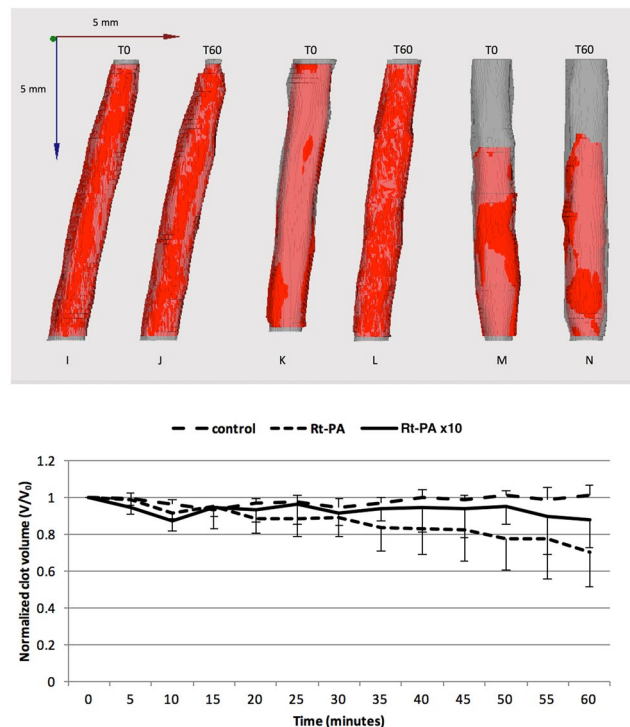 5 mm
5 mm
T0 T60 T0 T60 T0 T60
I J K L M N
control Rt-PA Rt-PA x10
Normalized clot volume (V/V0)
1.2
1
0.8
0.6
0.4
0.2
0
0 5 10 15 20 25 30 35 40 45 50 55 60
Time (minutes)